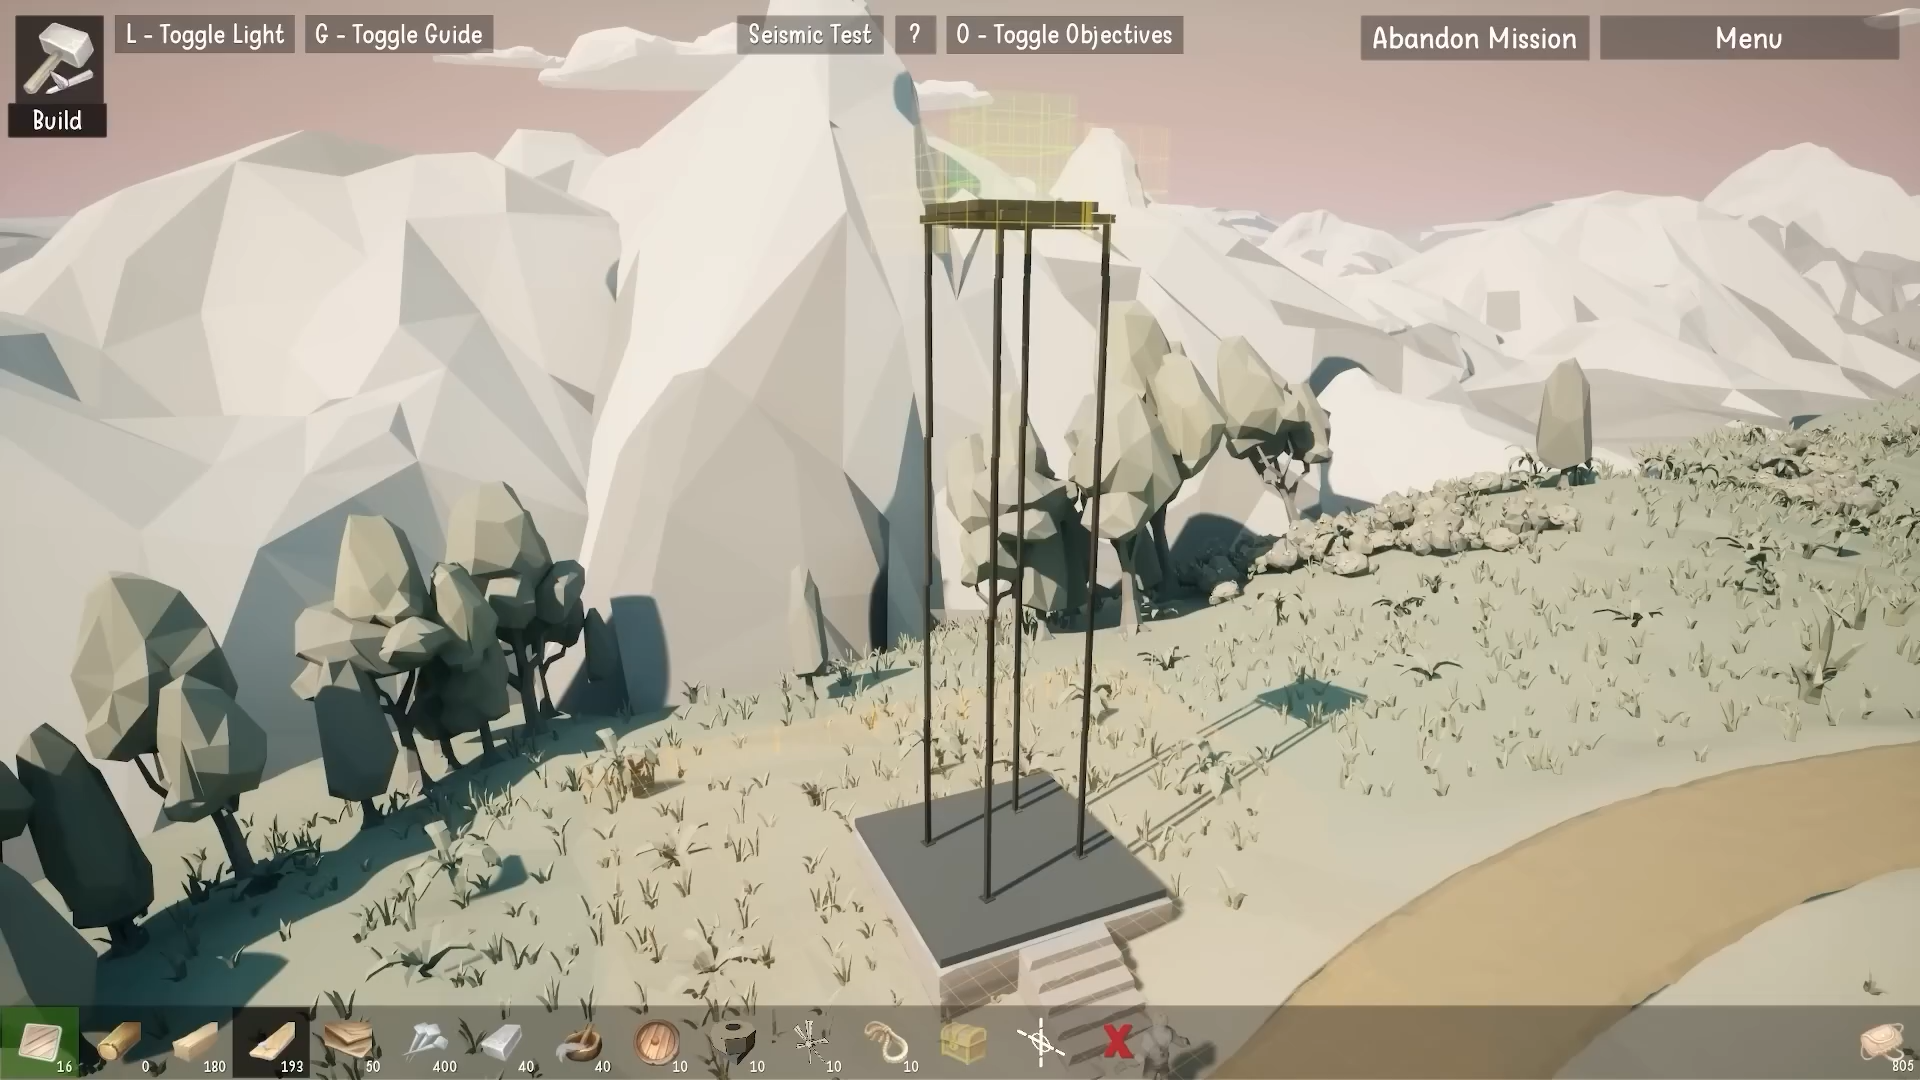 L - Toggle Light
G - Toggle Guide
Seismic Test
?
O - Toggle Objectives
Abandon Mission
Menu
Build
16
0
180
193
50
400
40
40
10
10
10
10
805